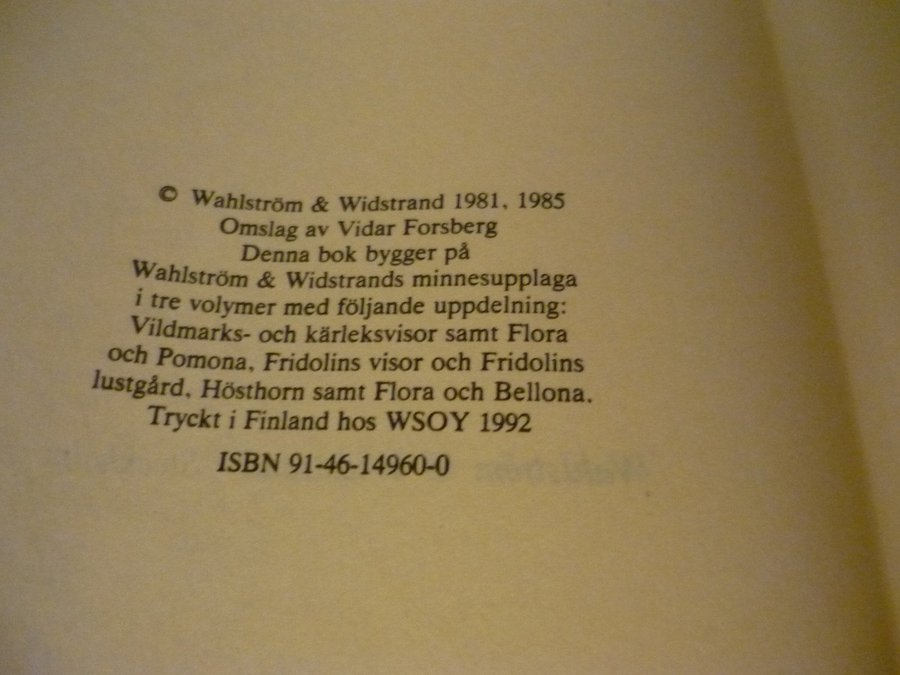 © Wahlström & Widstrand 1981, 1985
Omslag av Vidar Forsberg
Denna bok bygger på
Wahlström & Widstrands minnesupplaga
i tre volymer med följande uppdelning:
Vildmarks- och kärleksvisor samt Flora
och Pomona, Fridolins visor och Fridolins
lustgård, Hösthorn samt Flora och Bellona.
Tryckt i Finland hos WSOY 1992
ISBN 91-46-14960-0